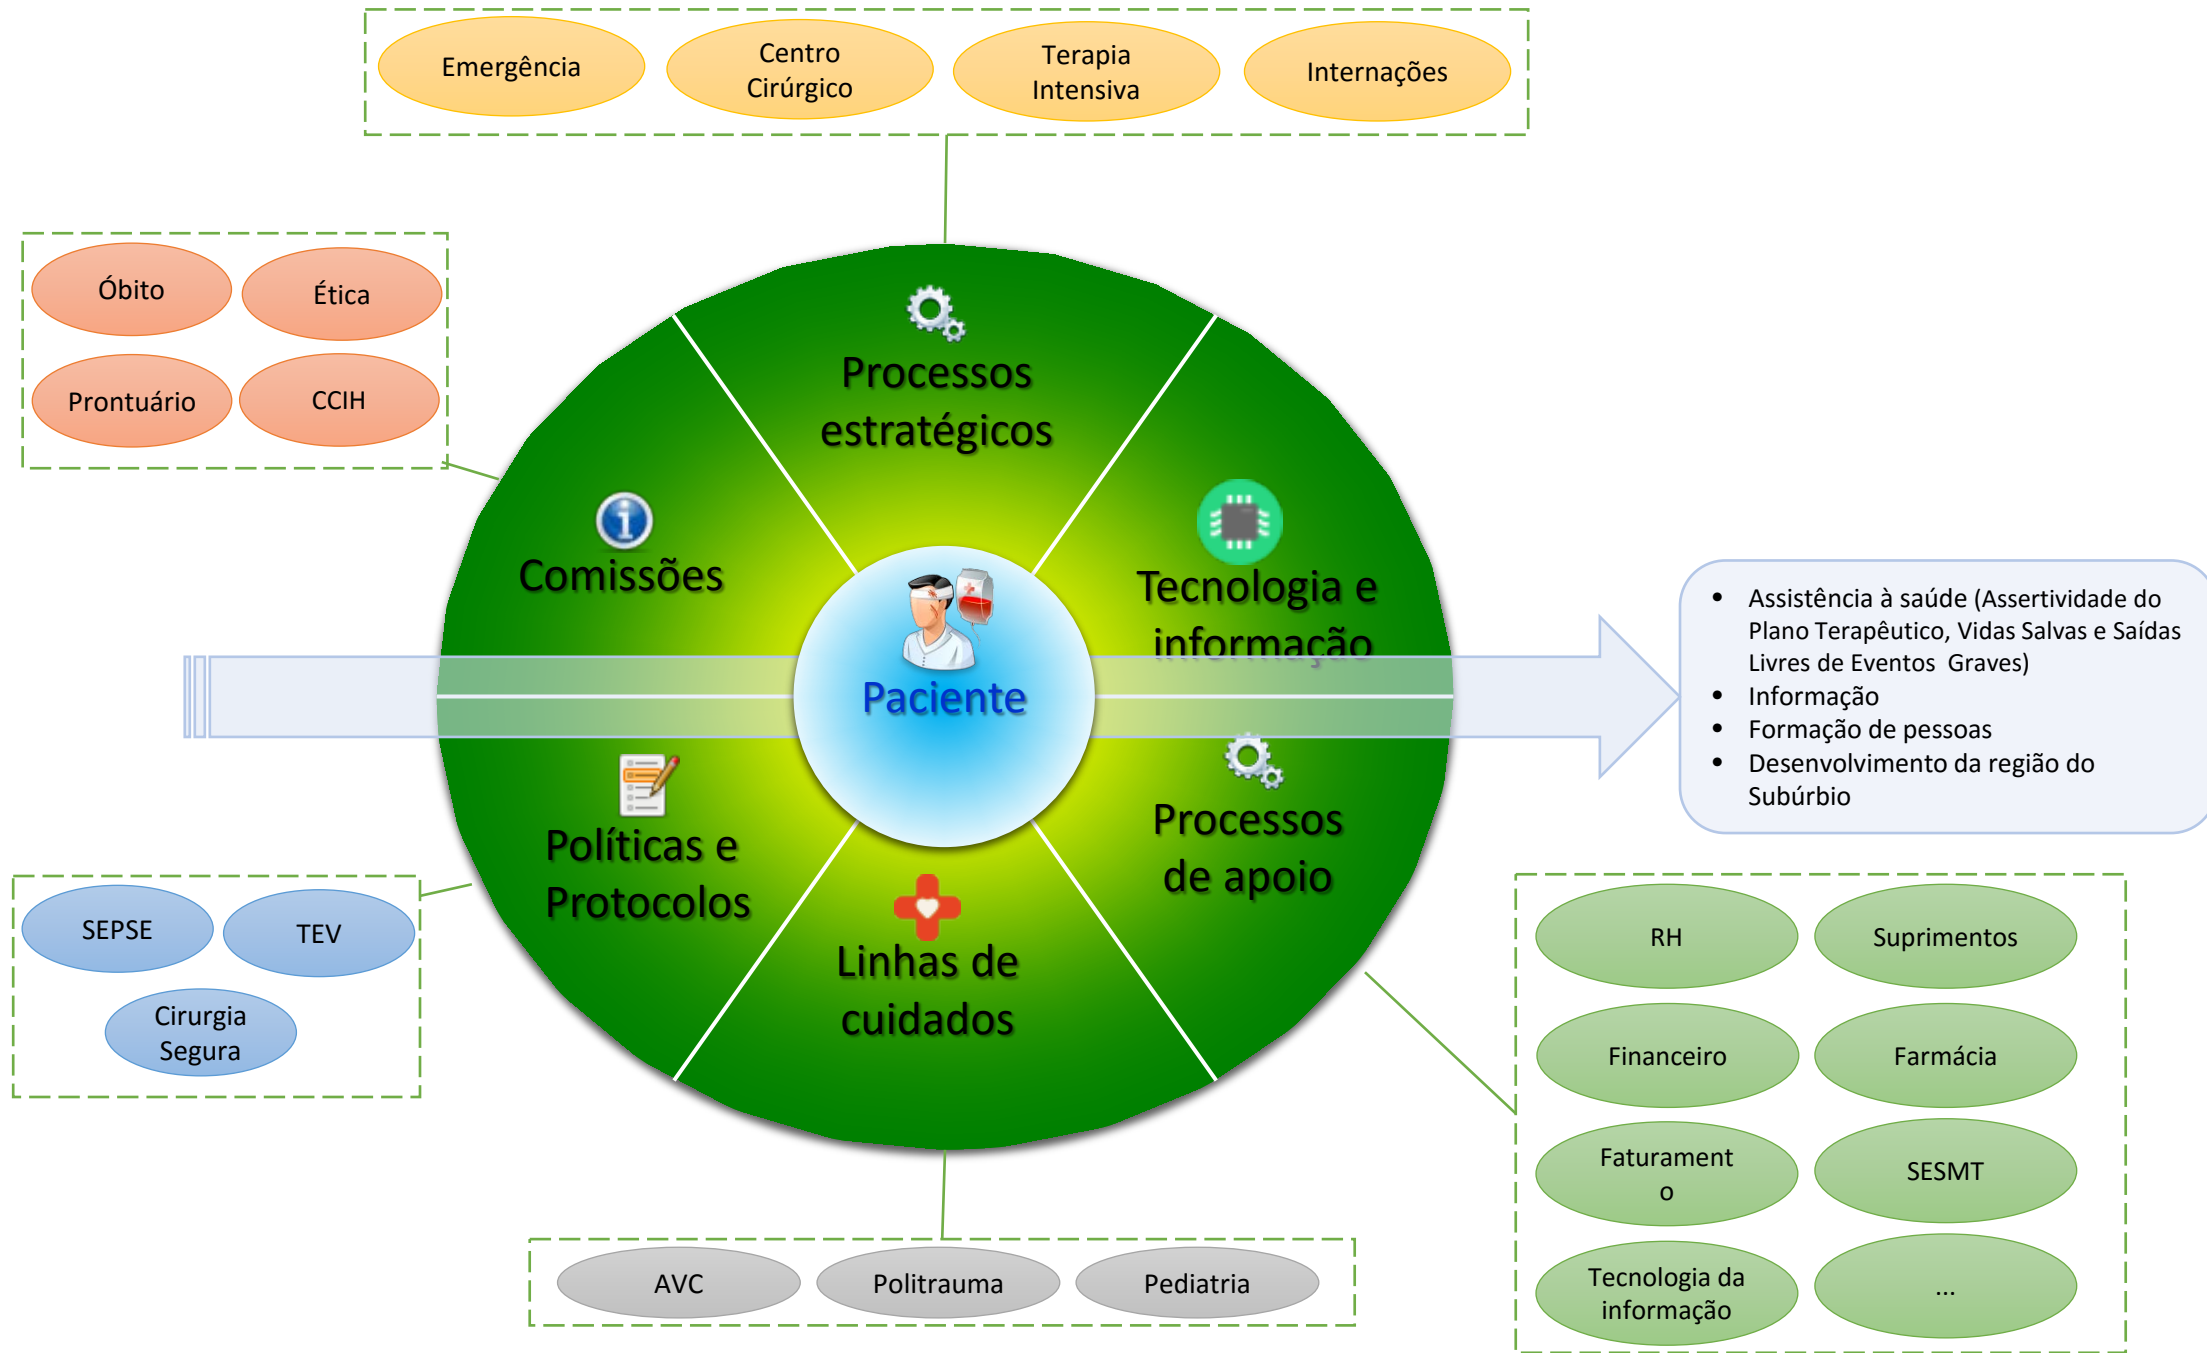 Emergência
Centro
Cirúrgico
Terapia
Intensiva
Internações
Óbito
Ética
Prontuário
CCIH
Processos
estratégicos
Comissões
Tecnologia e
informação
Paciente
• Assistência à saúde (Assertividade do
Plano Terapêutico, Vidas Salvas e Saídas
Livres de Eventos Graves)
• Informação
• Formação de pessoas
• Desenvolvimento da região do
Subúrbio
Políticas e
Protocolos
Processos
de apoio
Linhas de
cuidados
SEPSE
TEV
Cirurgia
Segura
RH
Suprimentos
Financeiro
Farmácia
Faturament
o
SESMT
Tecnologia da
informação
...
AVC
Politrauma
Pediatria